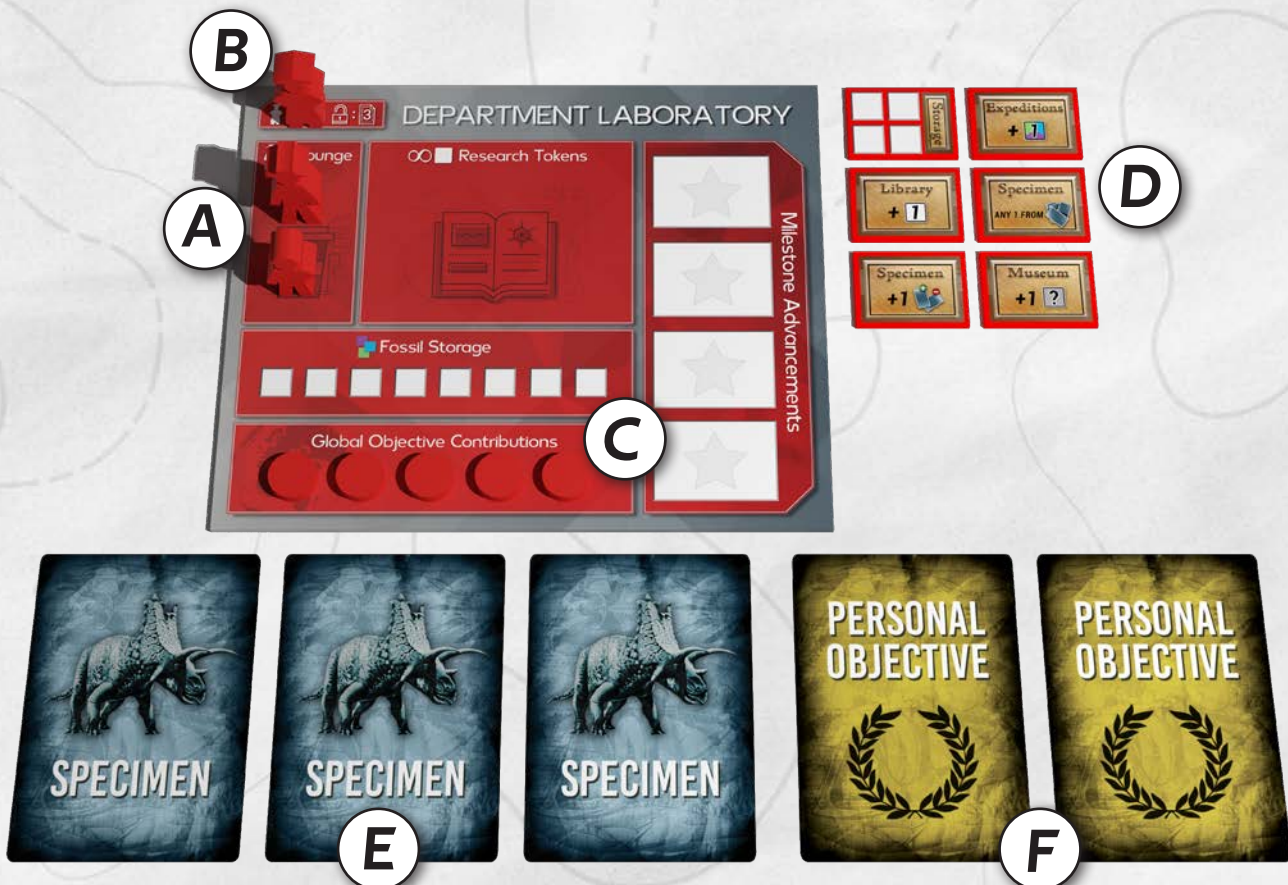 B
: 3 DEPARTMENT LABORATORY
Storage
Expeditions
+ 1
∞ Research Tokens
A
Library
+ 1
Specimen
ANY 1 FROM
D
Milestone Advancements
Specimen
+1
Museum
+1 ?
Fossil Storage
Global Objective Contributions
C
SPECIMEN
SPECIMEN
SPECIMEN
PERSONAL
OBJECTIVE
PERSONAL
OBJECTIVE
E
F